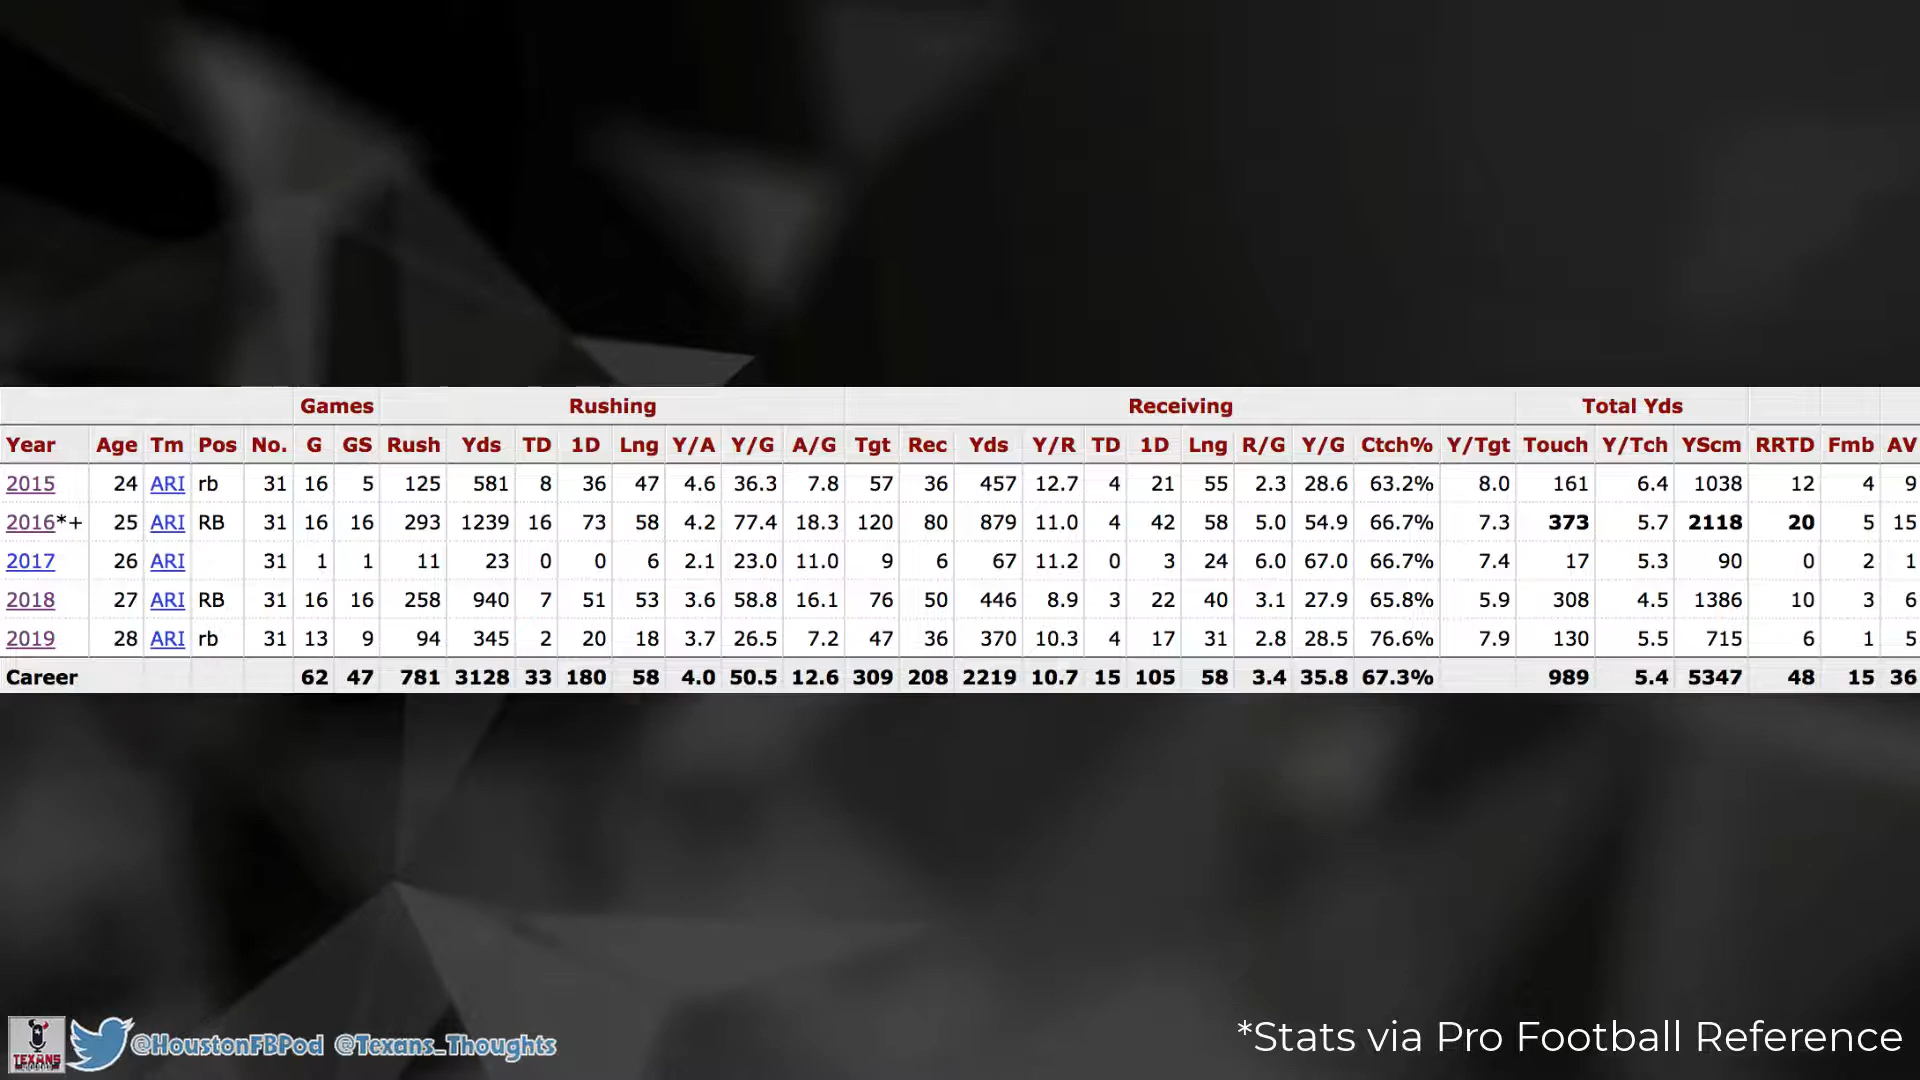 Games Rushing Receiving Total Yds
Year Age Tm Pos No. G GS Rush Yds TD 1D Lng Y/A Y/G A/G Tgt Rec Yds Y/R TD 1D Lng R/G Y/G Ctch% Y/Tgt Touch Y/Tch YScm RRTD Fmb AV
2015 24 ARI rb 31 16 5 125 581 8 36 47 4.6 36.3 7.8 57 36 457 12.7 4 21 55 2.3 28.6 63.2% 8.0 161 6.4 1038 12 4 9
2016*+ 25 ARI RB 31 16 16 293 1239 16 73 58 4.2 77.4 18.3 120 80 879 11.0 4 42 58 5.0 54.9 66.7% 7.3 373 5.7 2118 20 5 15
2017 26 ARI 31 1 1 11 23 0 0 6 2.1 23.0 11.0 9 6 67 11.2 0 3 24 6.0 67.0 66.7% 7.4 17 5.3 90 0 2 1
2018 27 ARI RB 31 16 16 258 940 7 51 53 3.6 58.8 16.1 76 50 446 8.9 3 22 40 3.1 27.9 65.8% 5.9 308 4.5 1386 10 3 6
2019 28 ARI rb 31 13 9 94 345 2 20 18 3.7 26.5 7.2 47 36 370 10.3 4 17 31 2.8 28.5 76.6% 7.9 130 5.5 715 6 1 5
Career 62 47 781 3128 33 180 58 4.0 50.5 12.6 309 208 2219 10.7 15 105 58 3.4 35.8 67.3% 989 5.4 5347 48 15 36
TEXANS
@HoustonFBPod @Texans_Thoughts
*Stats via Pro Football Reference